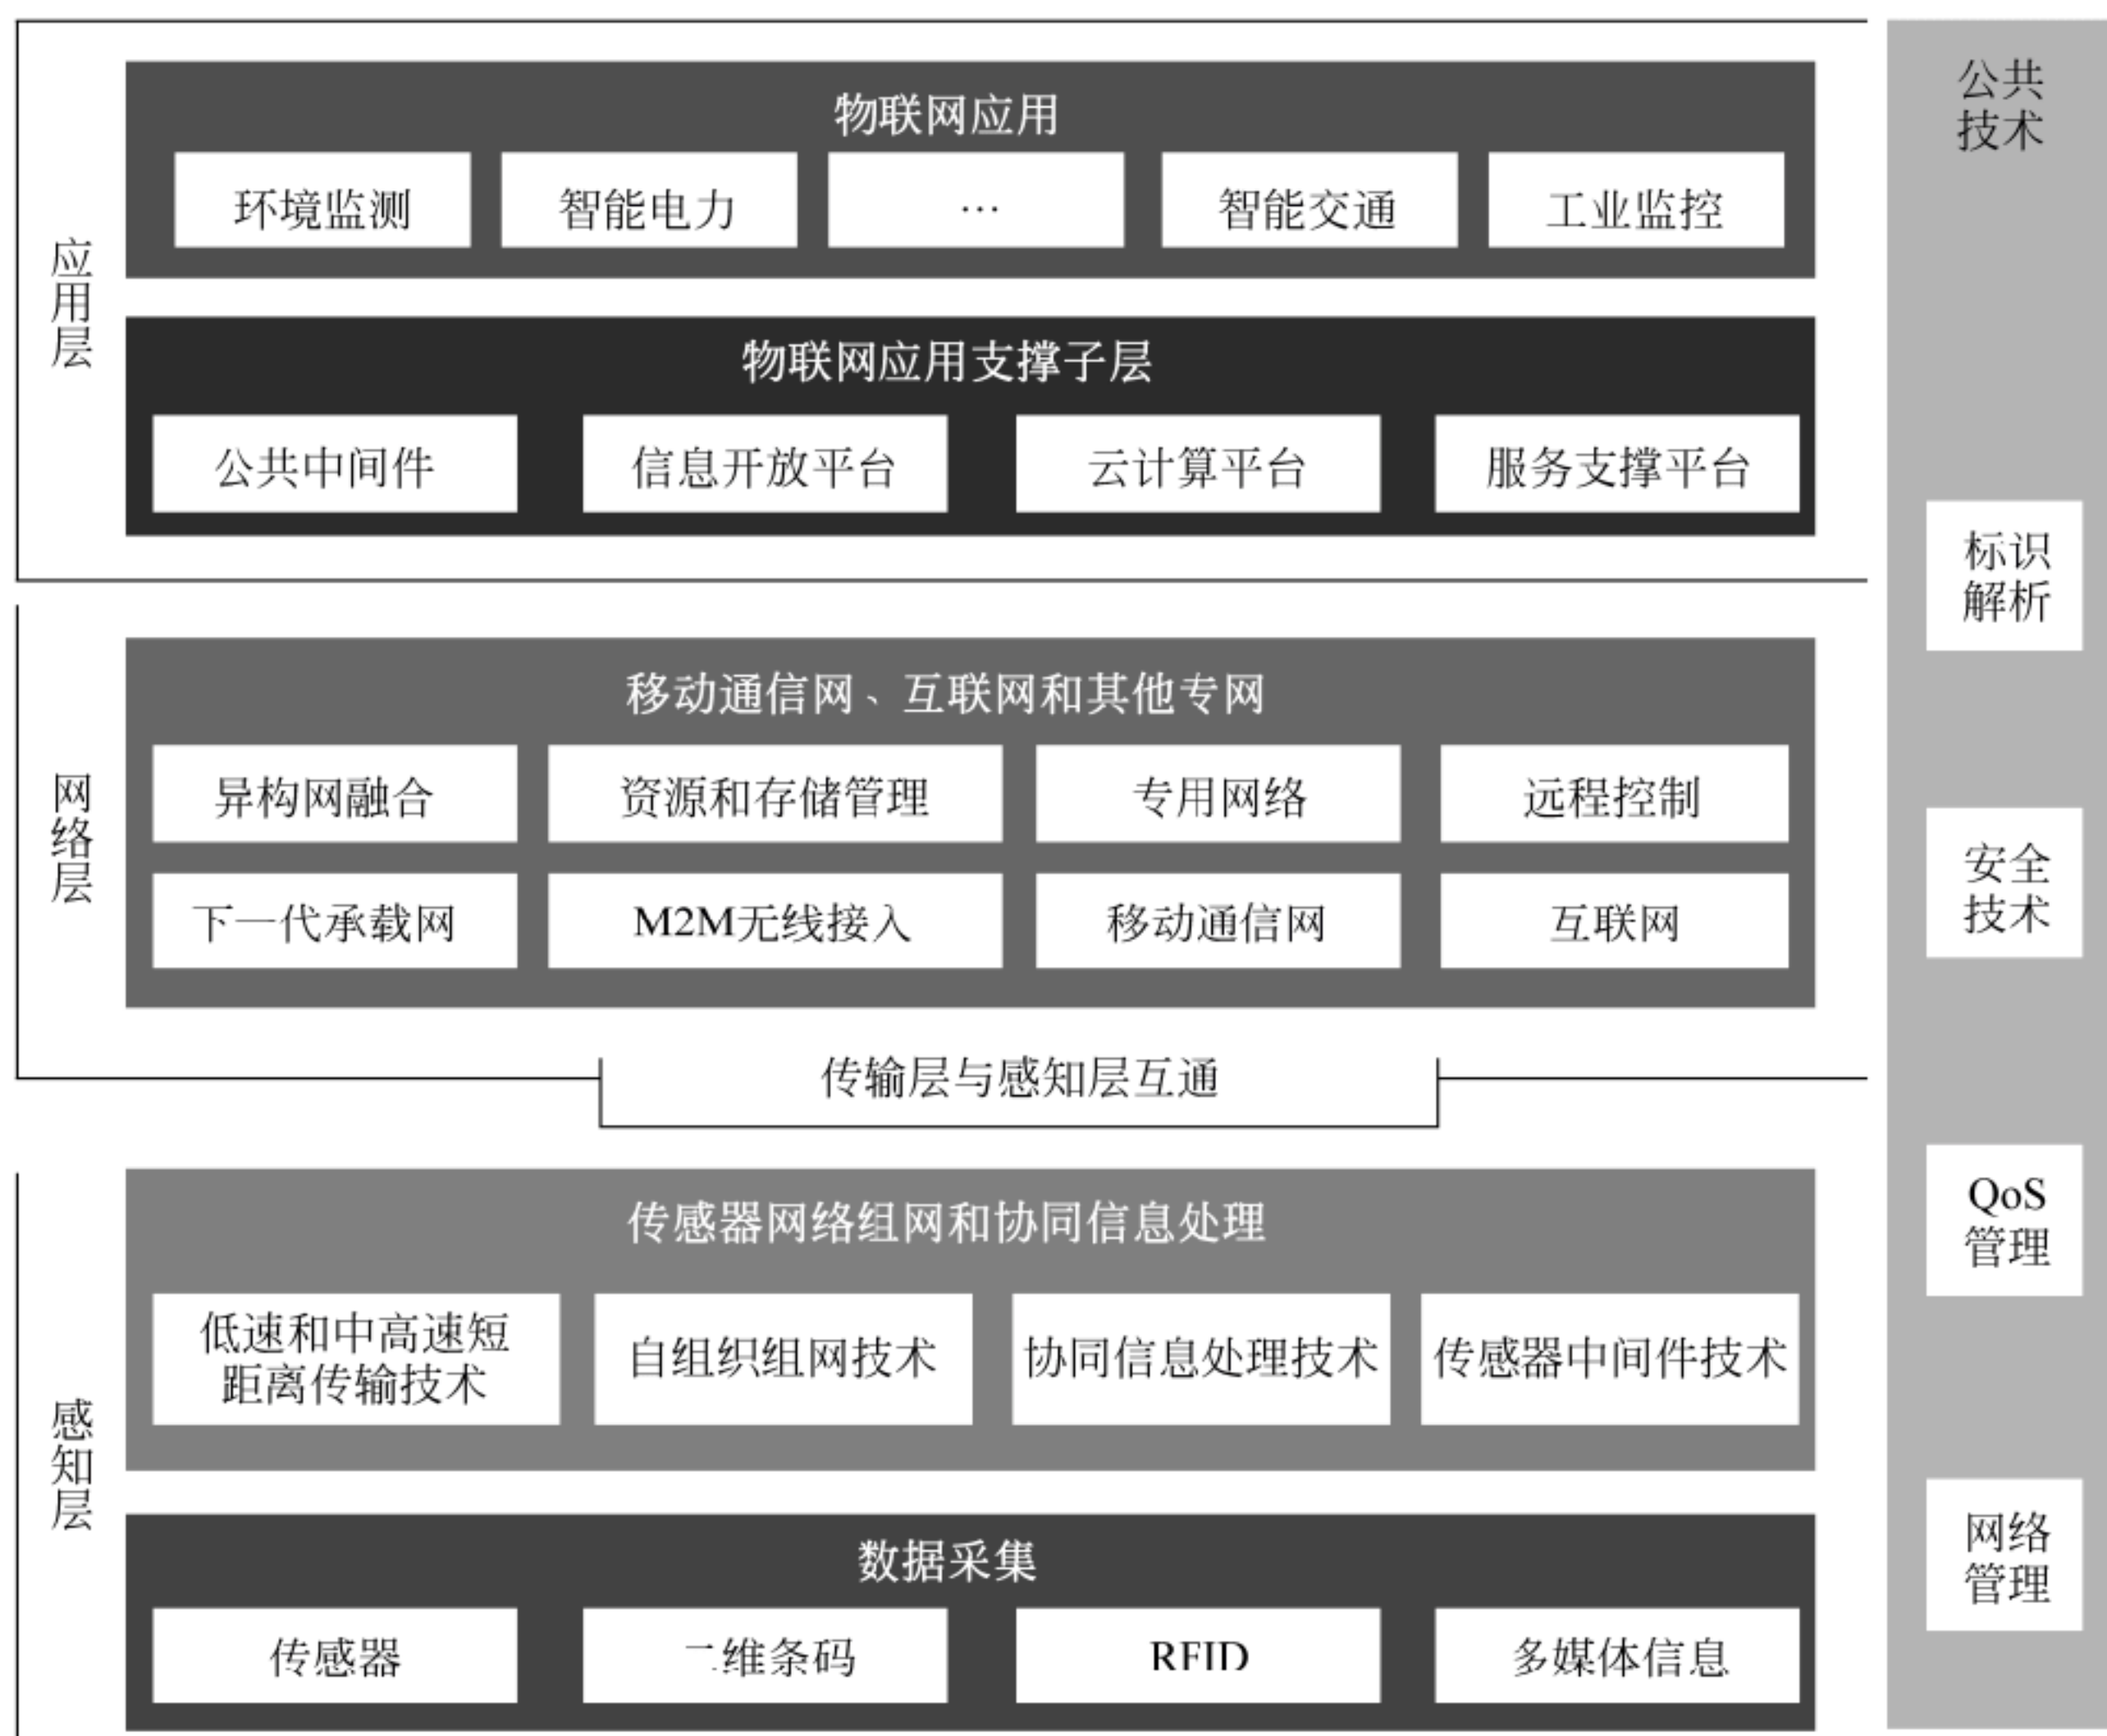 物联网应用
环境监测
智能电力
…
智能交通
工业监控
应用层
物联网应用支撑子层
公共中间件
信息开放平台
云计算平台
服务支撑平台
移动通信网、互联网和其他专网
异构网融合
资源和存储管理
专用网络
远程控制
网络层
下一代承载网
M2M无线接入
移动通信网
互联网
传输层与感知层互通
传感器网络组网和协同信息处理
低速和中高速短
距离传输技术
自组织组网技术
协同信息处理技术
传感器中间件技术
感知层
数据采集
传感器
二维条码
RFID
多媒体信息
公共
技术
标识
解析
安全
技术
QoS
管理
网络
管理